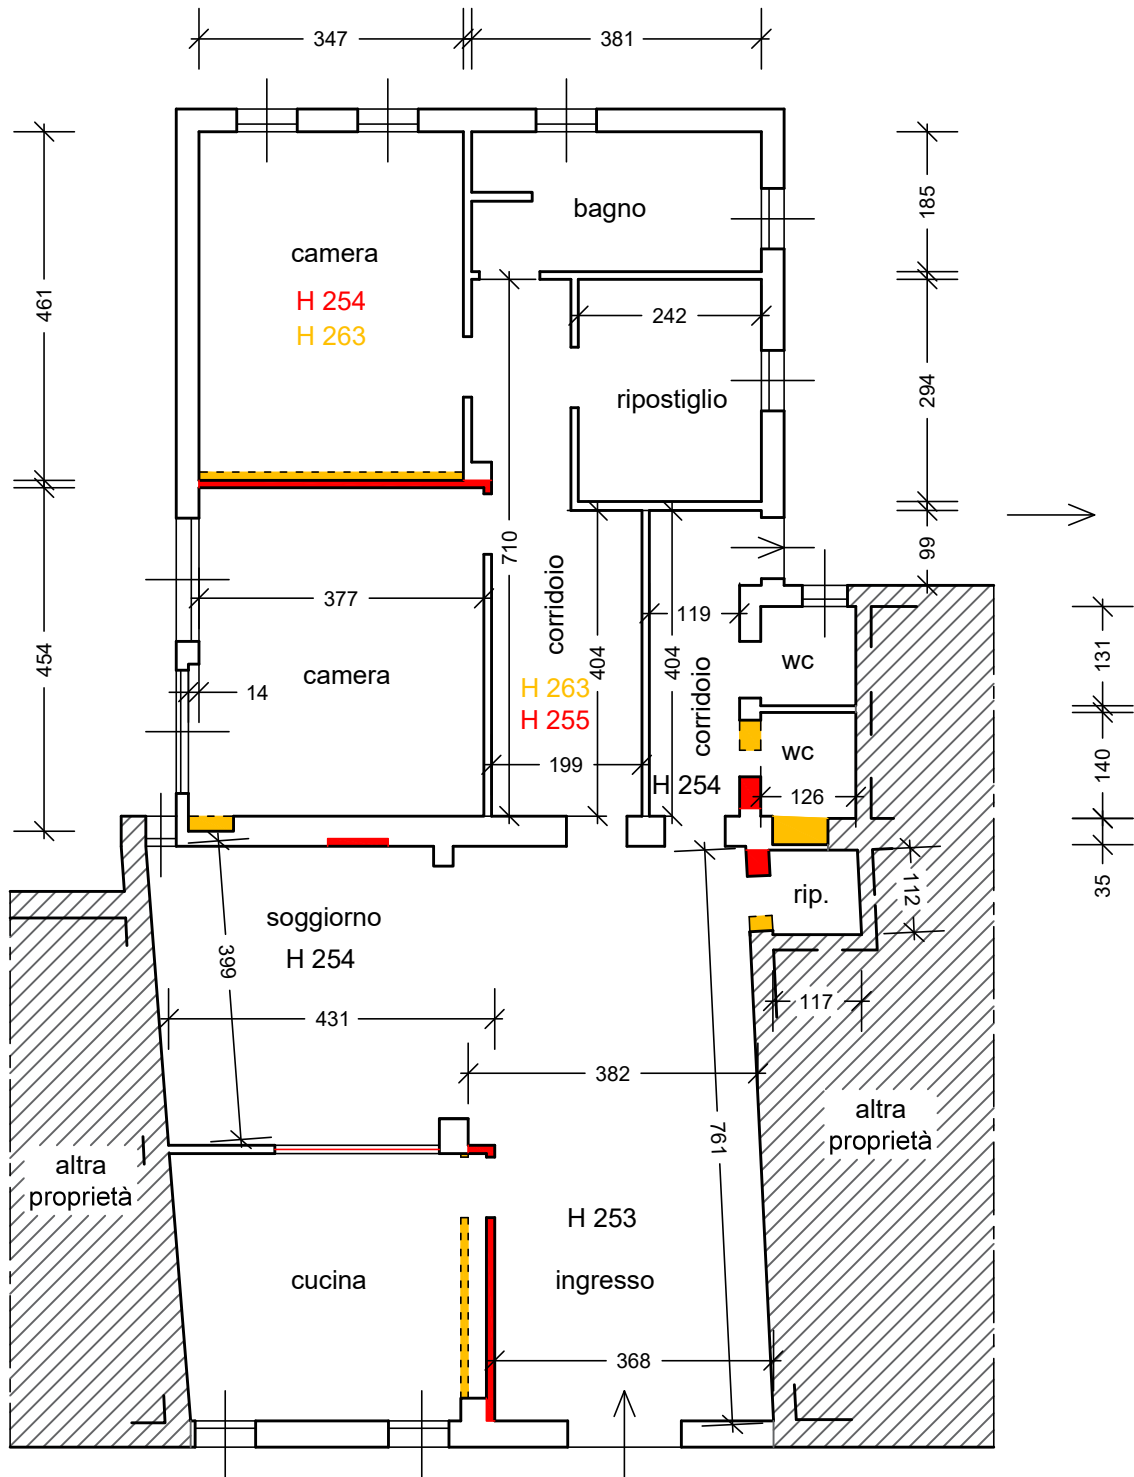 347
381
bagno
185
camera
H 254
H 263
461
242
294
ripostiglio
710
99
377
corridoio
119
404
404
131
454
camera
14
H 263
H 255
corridoio
wc
wc
140
199
H 254
126
35
soggiorno
H 254
399
rip.
112
431
117
382
761
altra
proprietà
altra
proprietà
H 253
cucina
ingresso
368